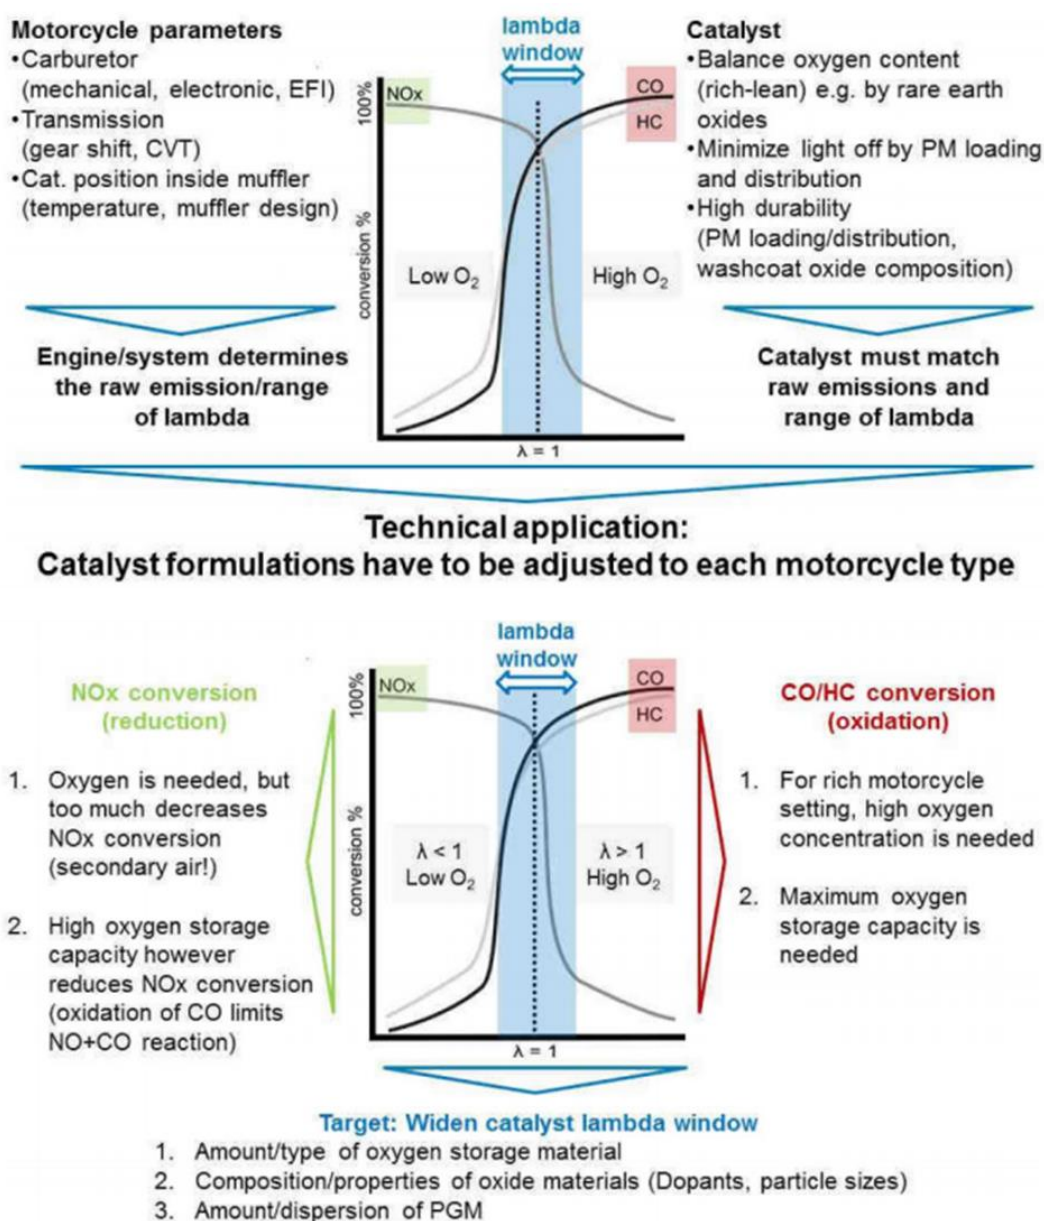 Motorcycle parameters
•Carburetor
(mechanical, electronic, EFI)
•Transmission
(gear shift, CVT)
•Cat. position inside muffler
(temperature, muffler design)
lambda
window
100%
conversion %
NOx
CO
HC
Low O₂
High O₂
λ = 1
Catalyst
•Balance oxygen content
(rich-lean) e.g. by rare earth
oxides
•Minimize light off by PM loading
and distribution
•High durability
(PM loading/distribution,
washcoat oxide composition)
Engine/system determines
the raw emission/range
of lambda
Catalyst must match
raw emissions and
range of lambda
Technical application:
Catalyst formulations have to be adjusted to each motorcycle type
NOx conversion
(reduction)
1. Oxygen is needed, but
too much decreases
NOx conversion
(secondary air!)
2. High oxygen storage
capacity however
reduces NOx conversion
(oxidation of CO limits
NO+CO reaction)
lambda
window
100%
conversion %
NOx
CO
HC
λ < 1
Low O₂
λ > 1
High O₂
λ = 1
CO/HC conversion
(oxidation)
1. For rich motorcycle
setting, high oxygen
concentration is needed
2. Maximum oxygen
storage capacity is
needed
Target: Widen catalyst lambda window
1. Amount/type of oxygen storage material
2. Composition/properties of oxide materials (Dopants, particle sizes)
3. Amount/dispersion of PGM